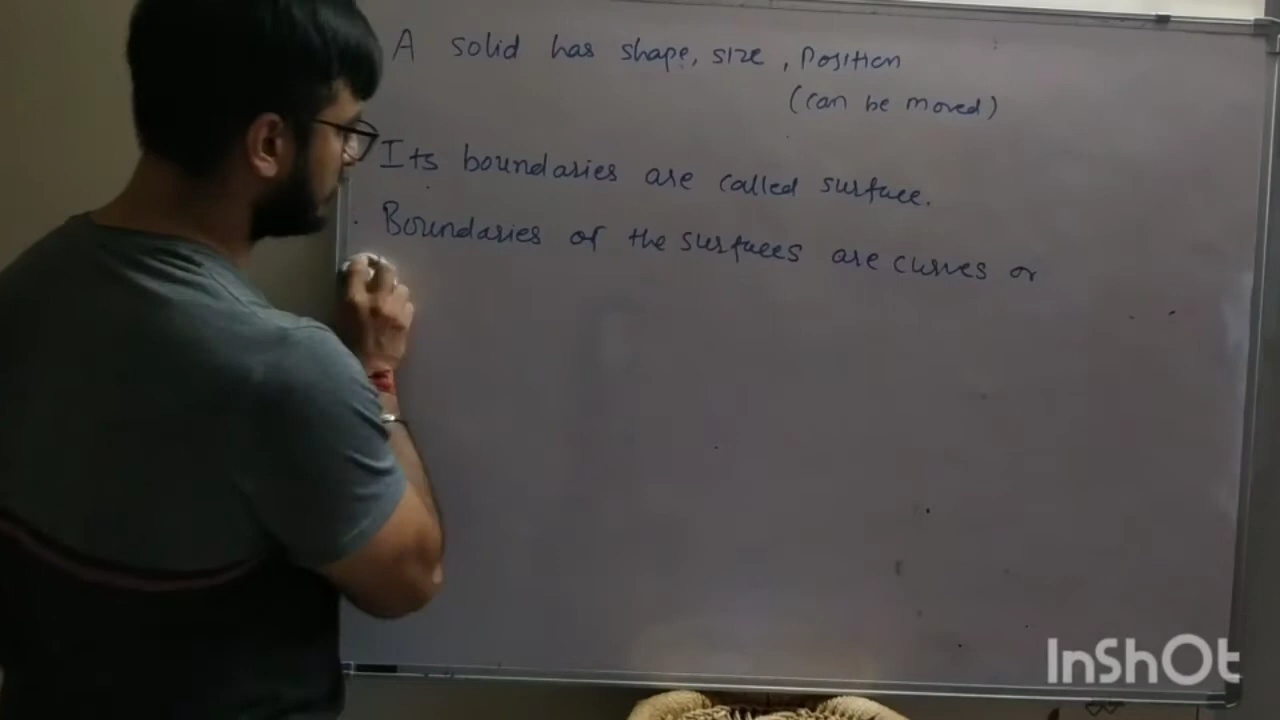 A solid has shape, size, Position
(can be moved)
Its boundaries are called surface.
Boundaries of the surfaces are curves or
InShOt